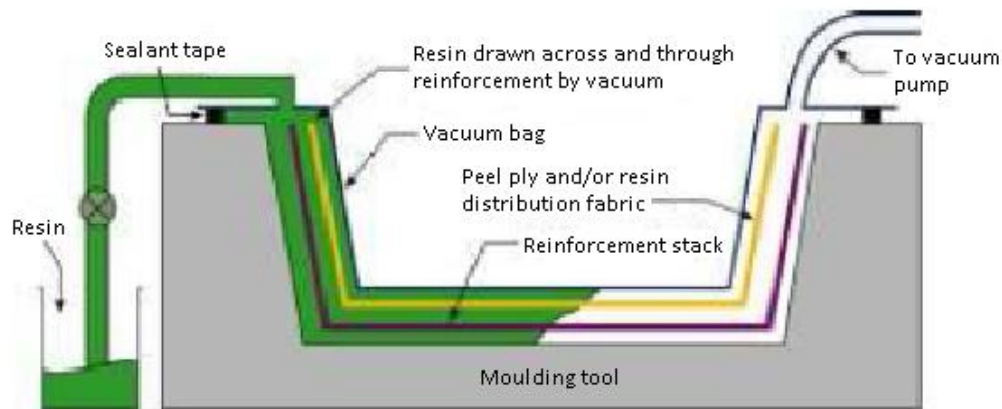 Sealant tape
Resin drawn across and through
reinforcement by vacuum
To vacuum
pump
Vacuum bag
Peel ply and/or resin
distribution fabric
Resin
Reinforcement stack
Moulding tool